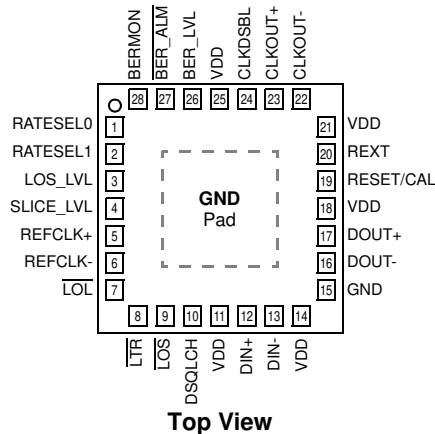 BERMON
BER_ALM
BER_LVL
VDD
CLKDSBL
CLKOUT+
CLKOUT-
28 27 26 25 24 23 22
RATESEL0 1
RATESEL1 2
LOS_LVL 3
SLICE_LVL 4
REFCLK+ 5
REFCLK- 6
LOL 7
GND
Pad
21 VDD
20 REXT
19 RESET/CAL
18 VDD
17 DOUT+
16 DOUT-
15 GND
8 9 10 11 12 13 14
LTR
LOS
DSQLCH
VDD
DIN+
DIN-
VDD
Top View